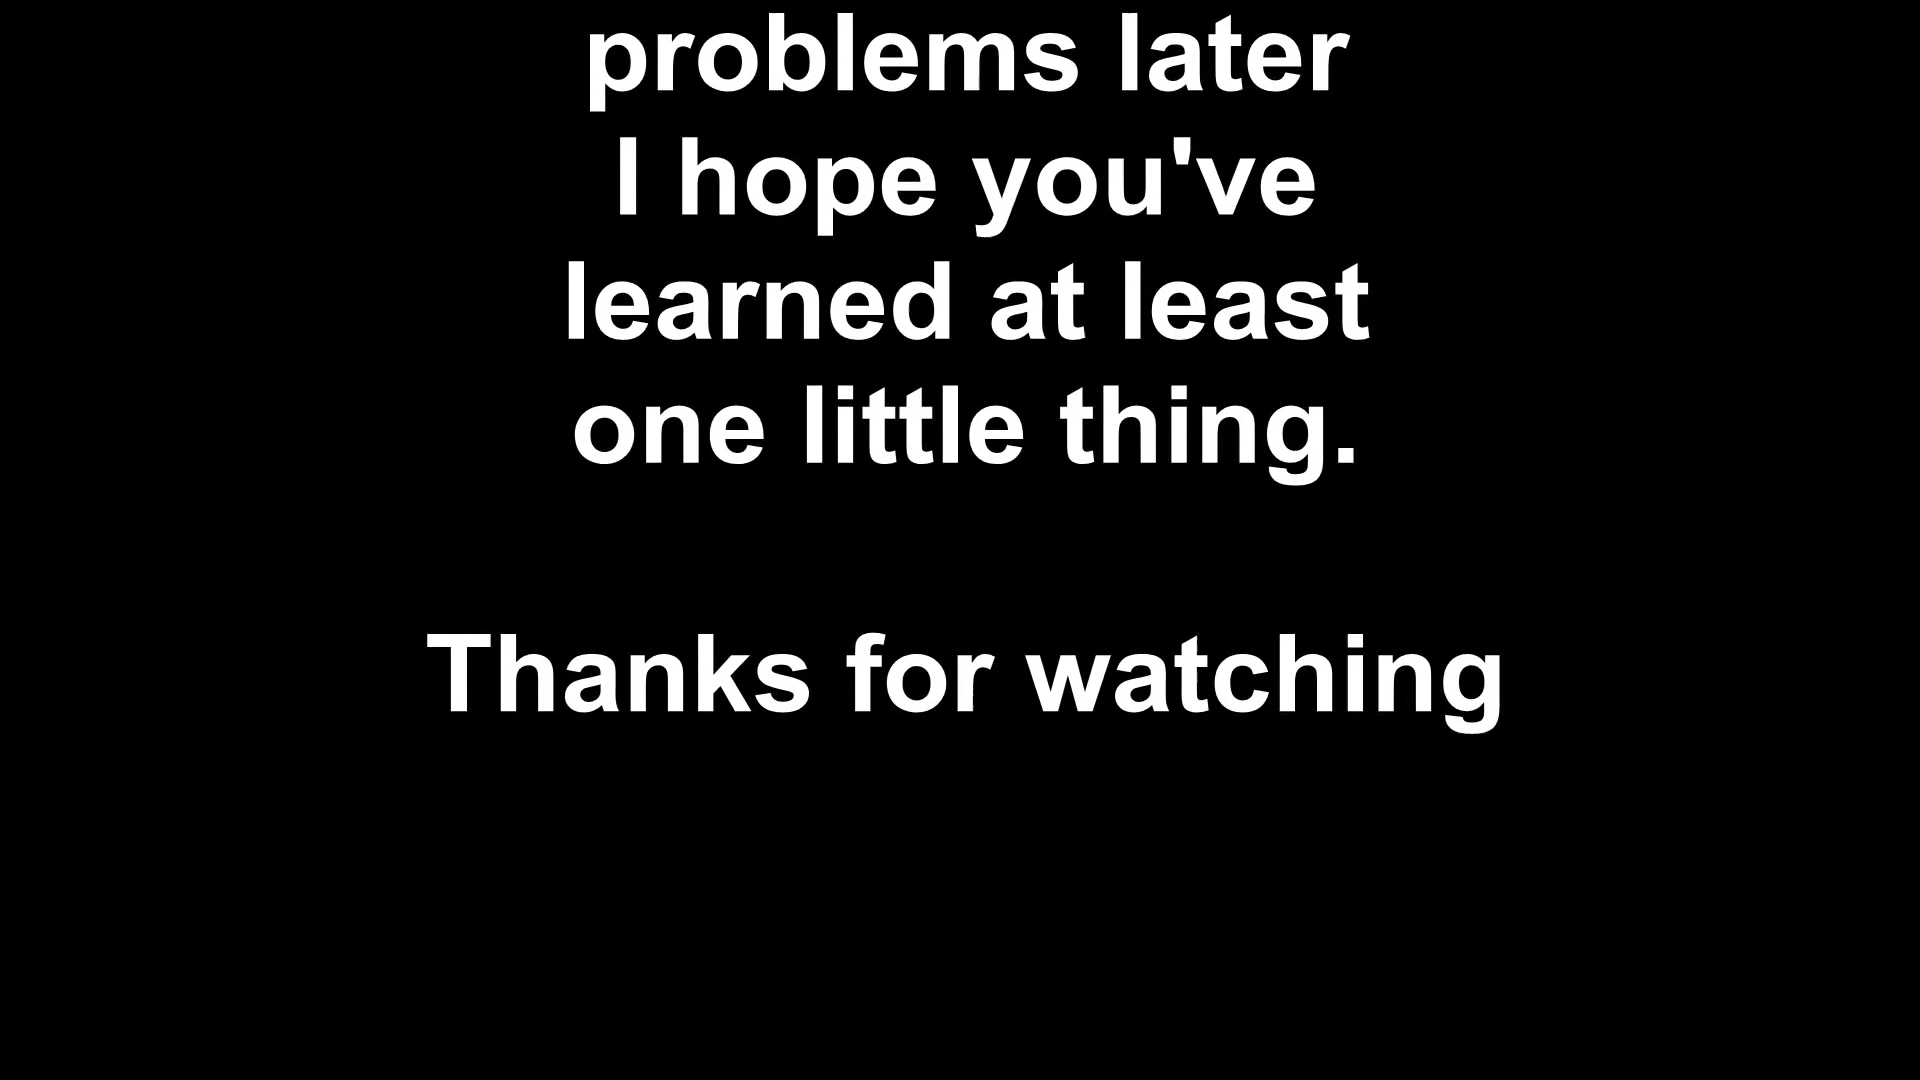 problems later
I hope you've
learned at least
one little thing.
Thanks for watching